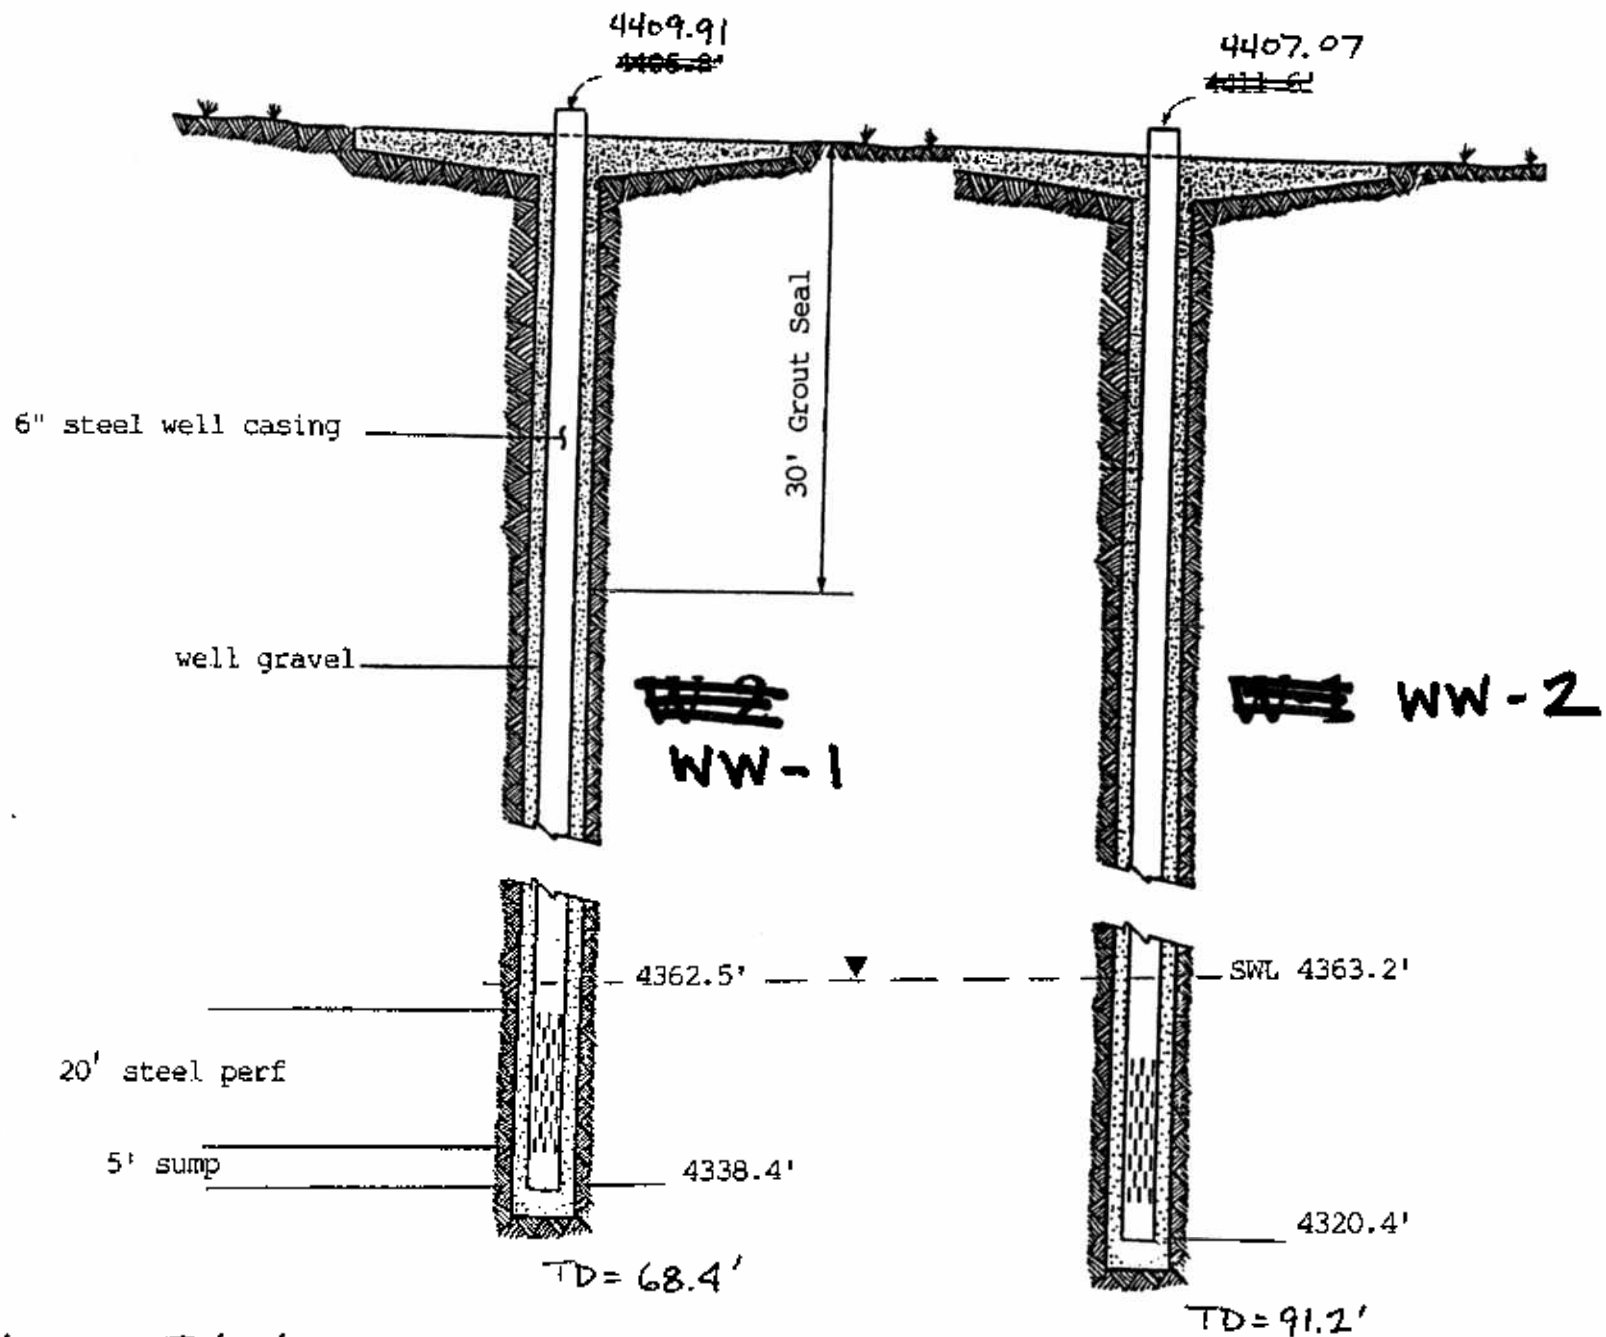 4409.91
4407.07
30' Grout Seal
6" steel well casing
well gravel
WW-1
WW-2
4362.5'
SWL 4363.2'
20' steel perf
5' sump
4338.4'
4320.4'
TD = 68.4'
TD = 91.2'